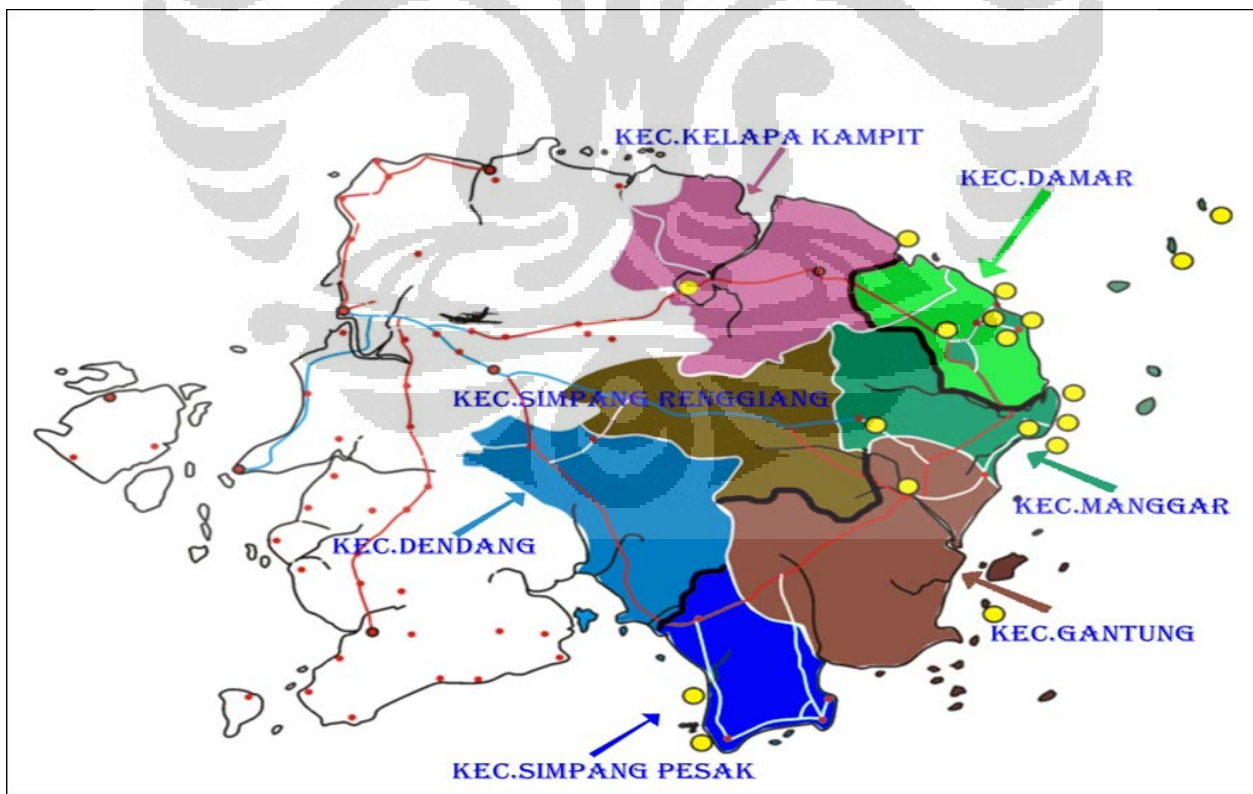 KEC.KELAPA KAMPIT
KEC.DAMAR
KEC.SIMPANG RENGGIANG
KEC.MANGGAR
KEC.DENDANG
KEC.GANTUNG
KEC.SIMPANG PESAK